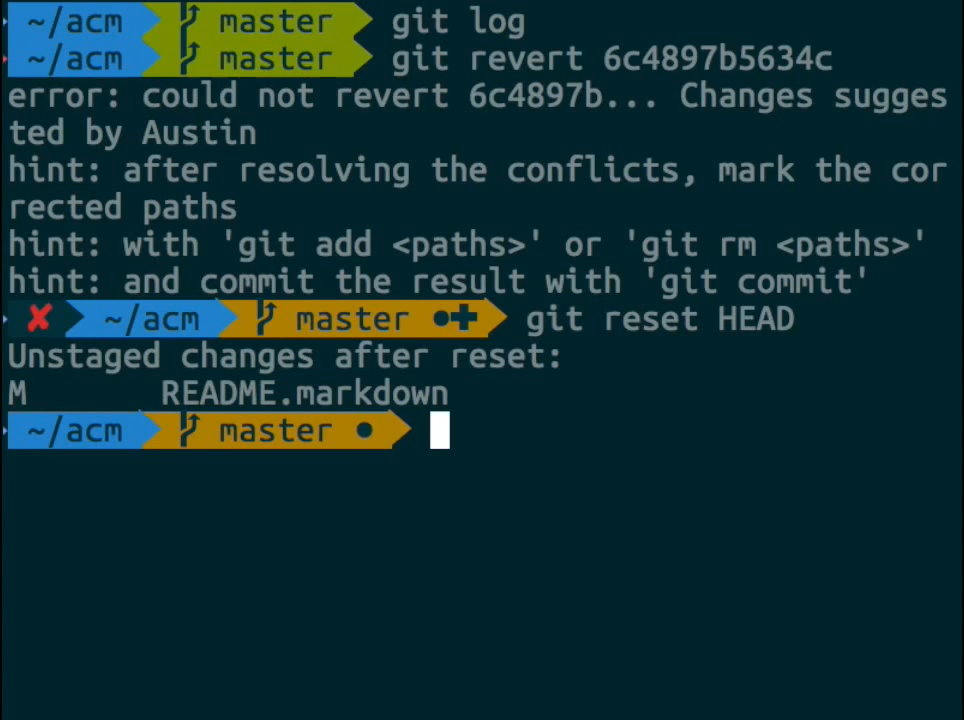 ~/acm master git log
~/acm master git revert 6c4897b5634c
error: could not revert 6c4897b... Changes sugges
ted by Austin
hint: after resolving the conflicts, mark the cor
rected paths
hint: with 'git add <paths>' or 'git rm <paths>'
hint: and commit the result with 'git commit'
✘ ~/acm master ●✚ git reset HEAD
Unstaged changes after reset:
M README.markdown
~/acm master ●